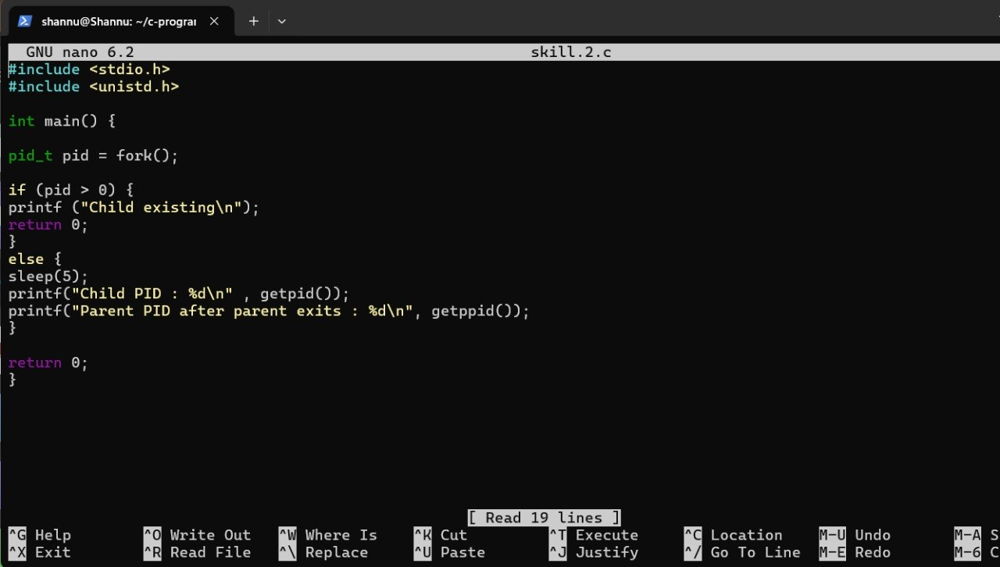 shannu@Shannu: ~/c-progra
GNU nano 6.2 skill.2.c
#include <stdio.h>
#include <unistd.h>
int main() {
pid_t pid = fork();
if (pid > 0) {
printf ("Child existing\n");
return 0;
}
else {
sleep(5);
printf("Child PID : %d\n" , getpid());
printf("Parent PID after parent exits : %d\n", getppid());
}
return 0;
}
[ Read 19 lines ]
^G Help ^O Write Out ^W Where Is ^K Cut ^T Execute ^C Location M-U Undo M-A S
^X Exit ^R Read File ^\ Replace ^U Paste ^J Justify ^/ Go To Line M-E Redo M-6 C